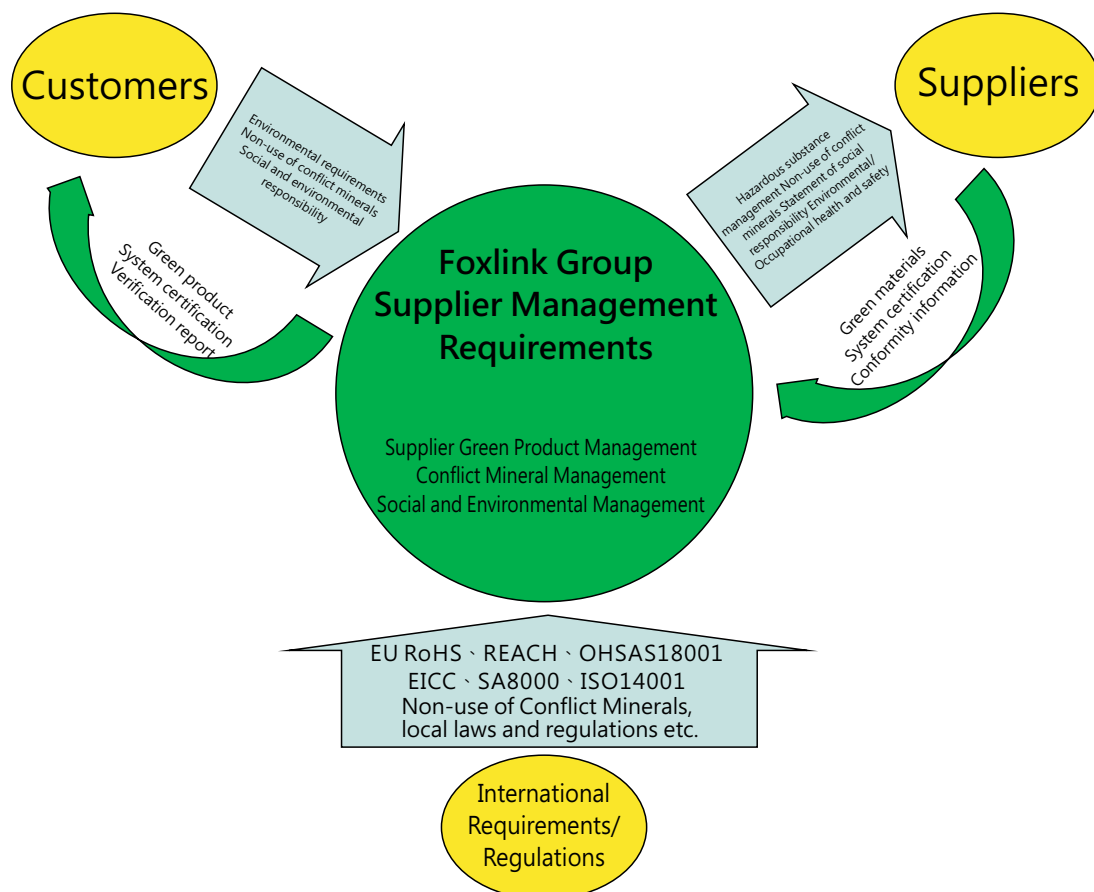 Customers
Suppliers
Environmental requirements
Non-use of conflict minerals
Social and environmental
responsibility
Hazardous substance
management Non-use of conflict
minerals Statement of social
responsibility Environmental/
Occupational health and safety
Green product
System certification
Verification report
Green materials
System certification
Conformity information
Foxlink Group
Supplier Management
Requirements
Supplier Green Product Management
Conflict Mineral Management
Social and Environmental Management
EU RoHS、REACH、OHSAS18001
EICC、SA8000、ISO14001
Non-use of Conflict Minerals,
local laws and regulations etc.
International
Requirements/
Regulations